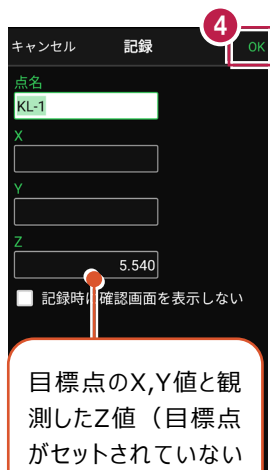 4
キャンセル 記録 OK
点名
KL-1
X
Y
Z
5.540
記録時に確認画面を表示しない
目標点のX,Y値と観
測したZ値（目標点
がセットされていない